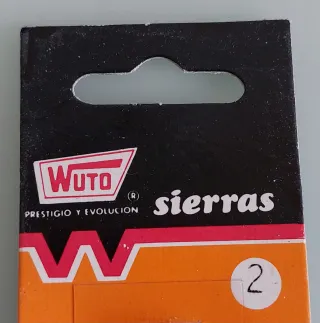 WUTO
®
PRESTIGIO Y EVOLUCION
sierras
W
2